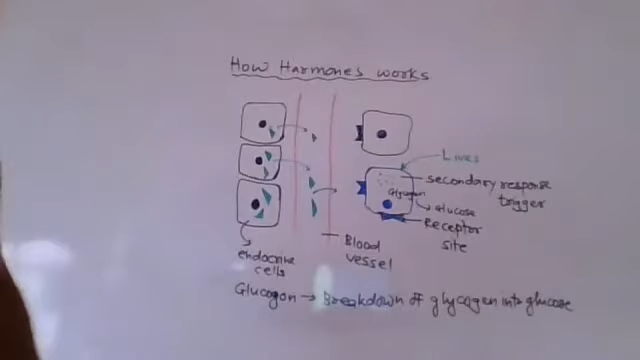 How Harmones works
Liver
secondary response
trigger
Glycogen
Glucose
Receptor
site
Blood
vessel
endocrine
cells
Glucogon → Breakdown of glycogen into glucose